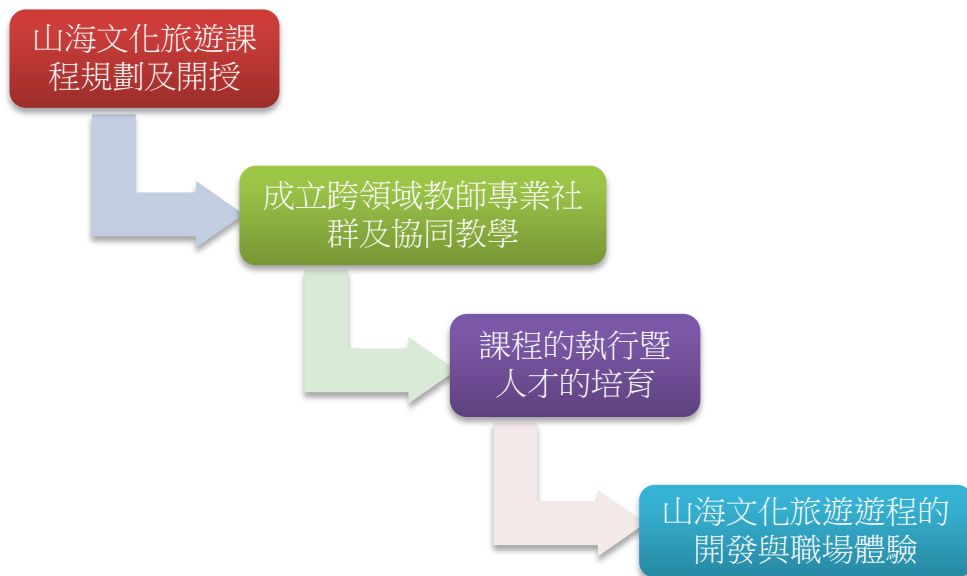 山海文化旅遊課
程規劃及開授
成立跨領域教師專業社
群及協同教學
課程的執行暨
人才的培育
山海文化旅遊遊程的
開發與職場體驗